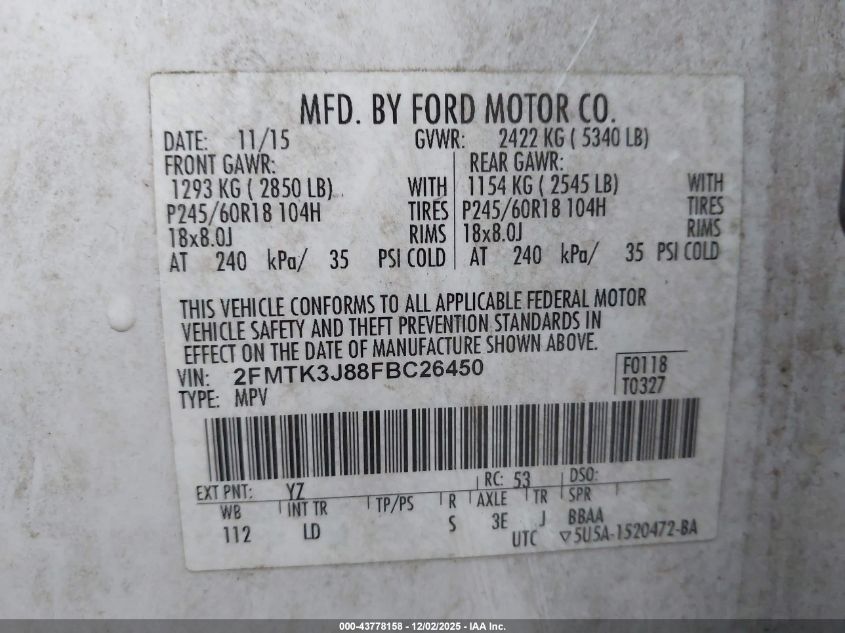 MFD. BY FORD MOTOR CO.
DATE: 11/15 GVWR: 2422 KG ( 5340 LB)
FRONT GAWR: REAR GAWR:
1293 KG ( 2850 LB) WITH 1154 KG ( 2545 LB) WITH
P245/60R18 104H TIRES P245/60R18 104H TIRES
18x8.0J RIMS 18x8.0J RIMS
AT 240 kPa/ 35 PSI COLD AT 240 kPa/ 35 PSI COLD
THIS VEHICLE CONFORMS TO ALL APPLICABLE FEDERAL MOTOR
VEHICLE SAFETY AND THEFT PREVENTION STANDARDS IN
EFFECT ON THE DATE OF MANUFACTURE SHOWN ABOVE.
VIN: 2FMTK3J88FBC26450 F0118
TYPE: MPV T0327
EXT PNT: YZ RC: 53 DSO:
WB INT TR TP/PS R AXLE TR SPR
112 LD S 3E J BBAA
UTC ▽5U5A-1520472-BA
000-43778158 - 12/02/2025 - IAA Inc.